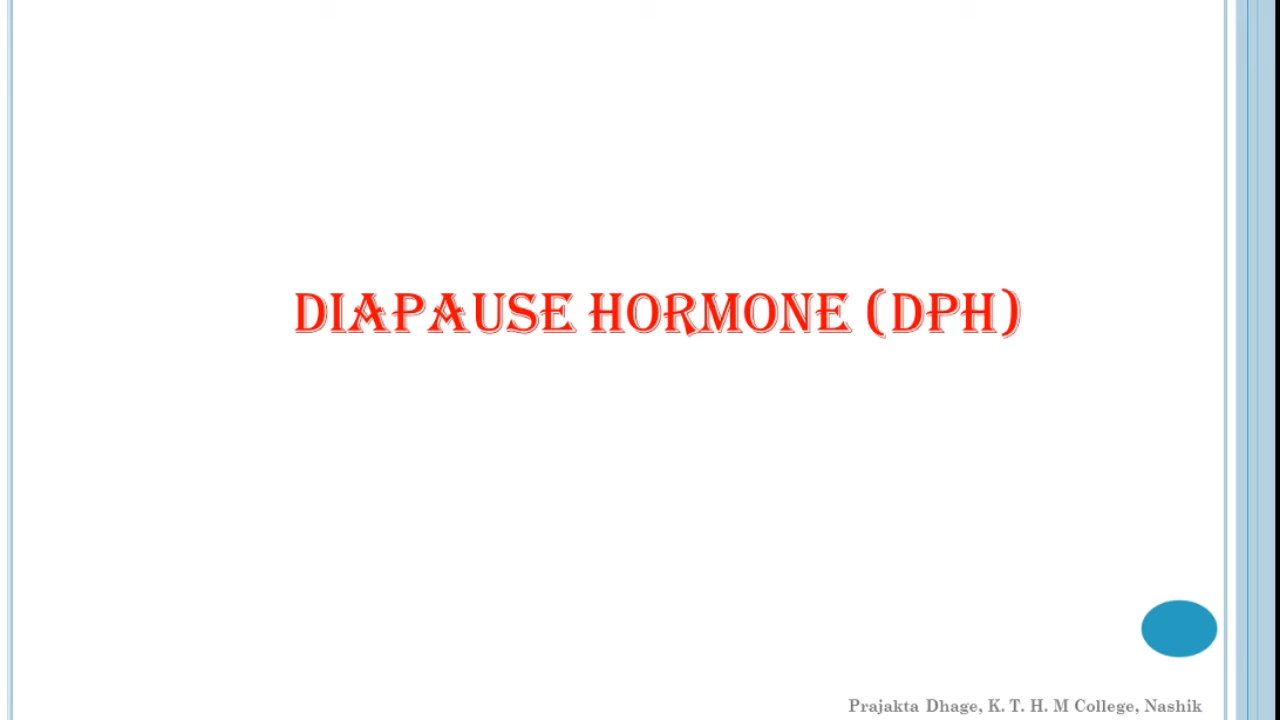 DIAPAUSE HORMONE (DPH)
Prajakta Dhage, K. T. H. M College, Nashik